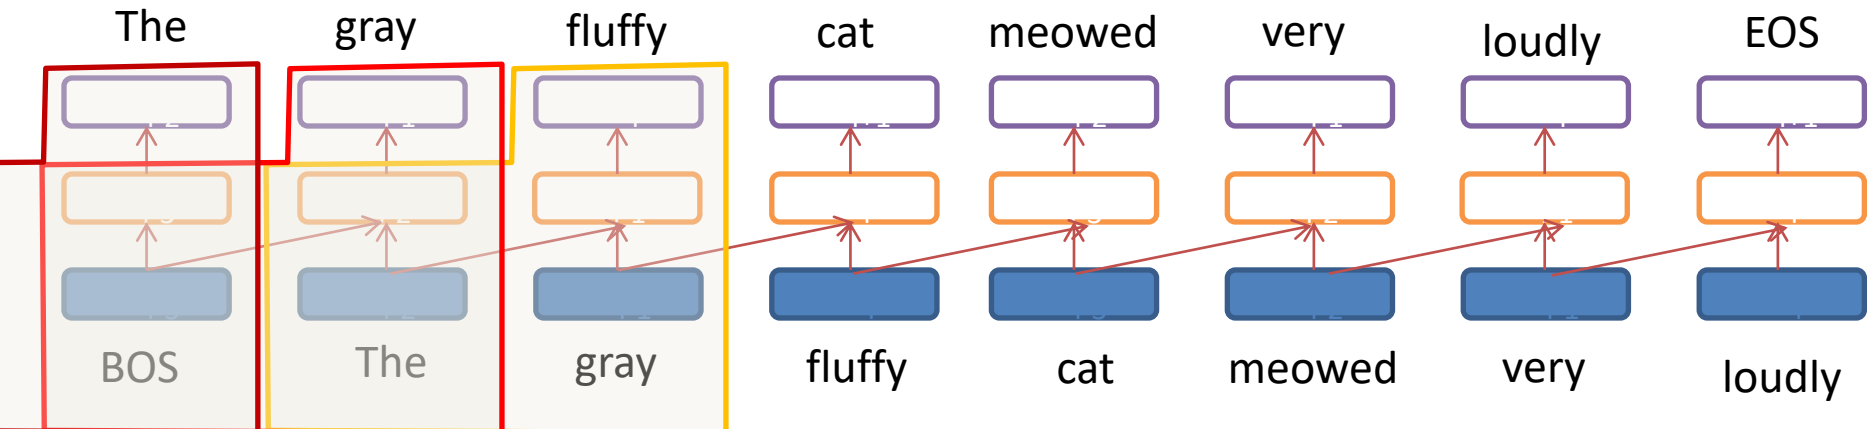 The gray fluffy cat meowed very loudly EOS
BOS The gray fluffy cat meowed very loudly